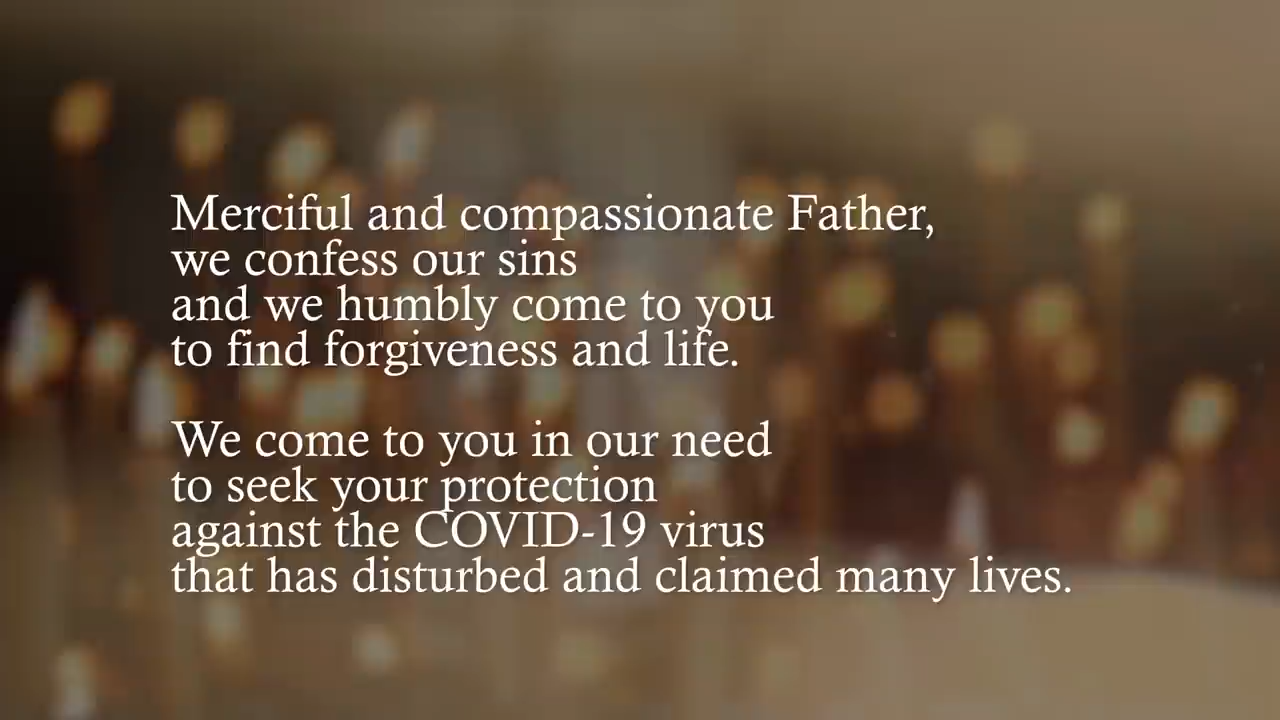 Merciful and compassionate Father,
we confess our sins
and we humbly come to you
to find forgiveness and life.
We come to you in our need
to seek your protection
against the COVID-19 virus
that has disturbed and claimed many lives.